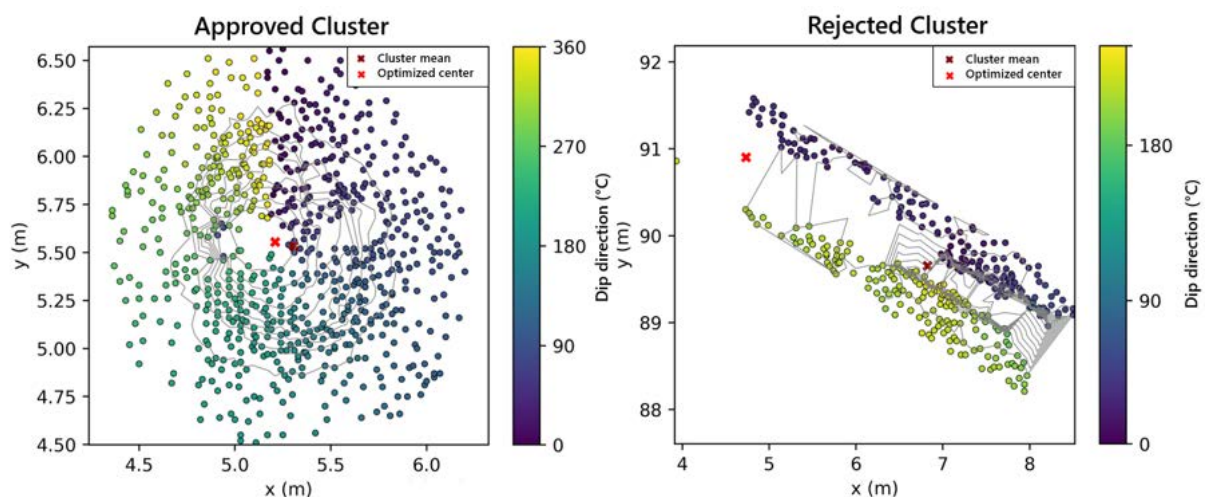 Approved Cluster
Cluster mean
Optimized center
6.50
6.25
6.00
5.75
5.50
5.25
5.00
4.75
4.50
y (m)
4.5
5.0
5.5
6.0
x (m)
360
270
180
90
0
Dip direction (°C)
Rejected Cluster
Cluster mean
Optimized center
92
91
90
89
88
y (m)
4
5
6
7
8
x (m)
180
90
0
Dip direction (°C)